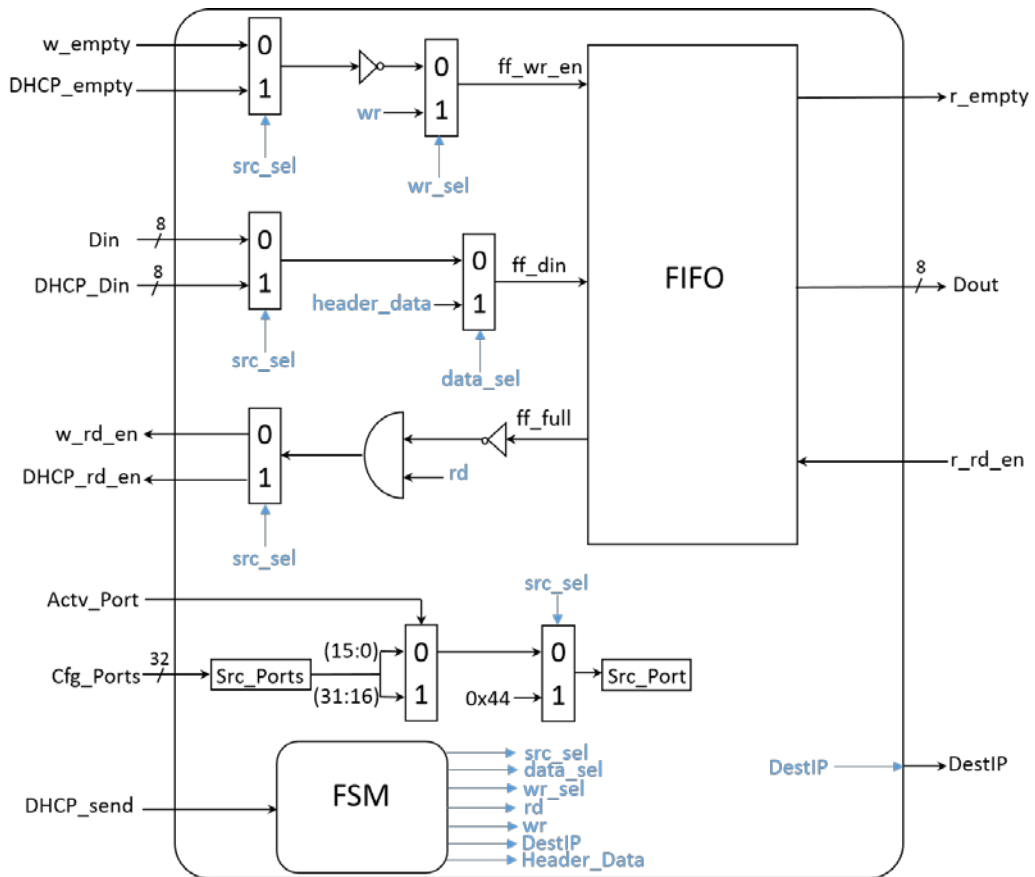 w_empty
DHCP_empty
0
1
src_sel
wr
0
1
wr_sel
ff_wr_en
r_empty
Din
8
DHCP_Din
8
0
1
src_sel
header_data
0
1
data_sel
ff_din
FIFO
8
Dout
w_rd_en
DHCP_rd_en
0
1
src_sel
rd
ff_full
r_rd_en
Actv_Port
Cfg_Ports
32
Src_Ports
(15:0)
(31:16)
0
1
src_sel
0x44
0
1
Src_Port
DHCP_send
FSM
src_sel
data_sel
wr_sel
rd
wr
DestIP
Header_Data
DestIP
DestIP